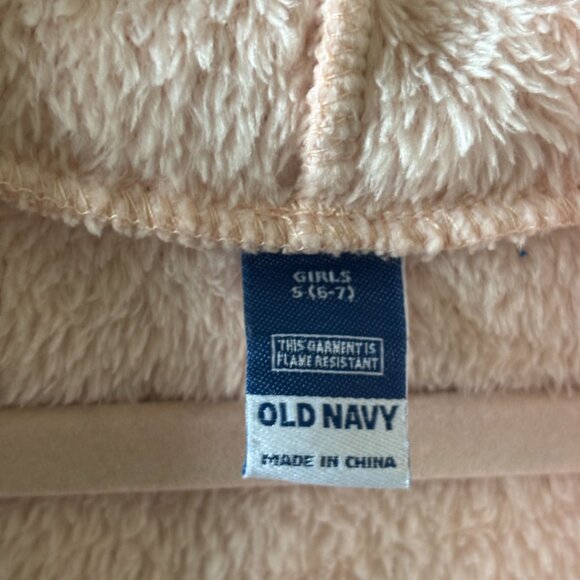 GIRLS
S (6-7)
THIS GARMENT IS
FLAME RESISTANT
OLD NAVY
MADE IN CHINA